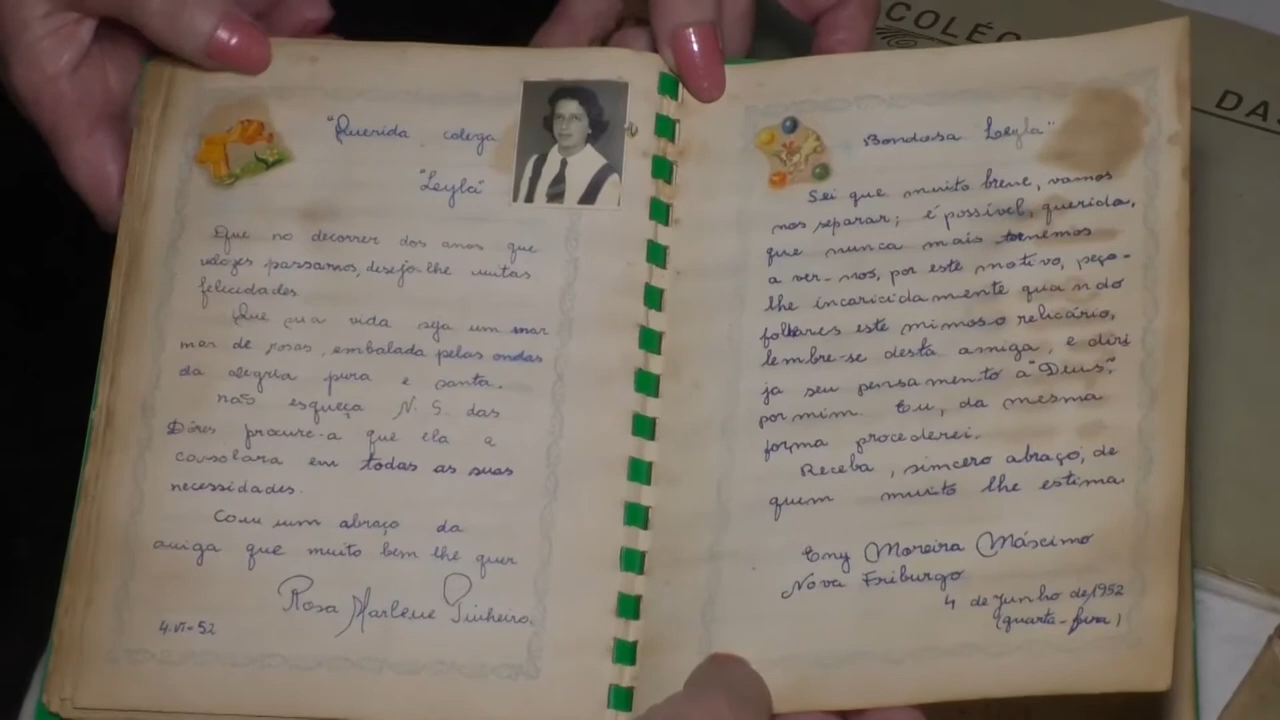 "Querida colega
"Leyla"
Que no decorrer dos anos que
velozes passamos, desejo-lhe muitas
felicidades.
Que sua vida seja um mar
mar de rosas, embalada pelas ondas
da alegria pura e santa.
não esqueça N. S. das
Dôres procure-a que ela a
consolara em todas as suas
necessidades.
Com um abraço da
amiga que muito bem lhe quer
Rosa Marlene Pinheiro.
4-VI-52
Bondosa Leyla"
Sei que muito breve, vamos
nos separar; é possível, querida,
que nunca mais tornemos
a ver-nos, por este motivo, peço-
lhe incaricidamente quando
folhares este mimoso relicário,
lembre-se desta amiga, e diri
ja seu pensamento á "Deus",
por mim. Eu, da mesma
forma procederei.
Receba, sincero abraço, de
quem muito lhe estima.
Eny Moreira Máscimo
Nova Friburgo
4 de Junho de 1952
(quarta-feira)
COLÉG
DA